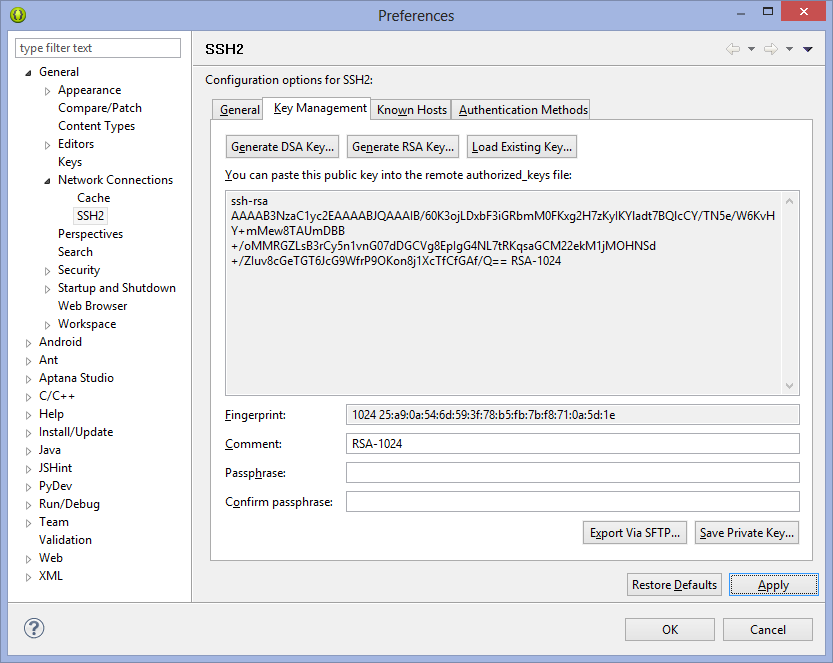 Preferences
type filter text
General
Appearance
Compare/Patch
Content Types
Editors
Keys
Network Connections
Cache
SSH2
Perspectives
Search
Security
Startup and Shutdown
Web Browser
Workspace
Android
Ant
Aptana Studio
C/C++
Help
Install/Update
Java
JSHint
PyDev
Run/Debug
Team
Validation
Web
XML
SSH2
Configuration options for SSH2:
General Key Management Known Hosts Authentication Methods
Generate DSA Key... Generate RSA Key... Load Existing Key...
You can paste this public key into the remote authorized_keys file:
ssh-rsa
AAAAB3NzaC1yc2EAAAABJQAAAIB/60K3ojLDxbF3iGRbmM0FKxg2H7zKylKYladt7BQIcCY/TN5e/W6KvH
Y+mMew8TAUmDBB
+/oMMRGZLsB3rCy5n1vnG07dDGCVg8EpIgG4NL7tRKqsaGCM22ekM1jMOHNSd
+/ZIuv8cGeTGT6JcG9WfrP9OKon8j1XcTfCfGAf/Q== RSA-1024
Fingerprint: 1024 25:a9:0a:54:6d:59:3f:78:b5:fb:7b:f8:71:0a:5d:1e
Comment: RSA-1024
Passphrase:
Confirm passphrase:
Export Via SFTP... Save Private Key...
Restore Defaults Apply
OK Cancel